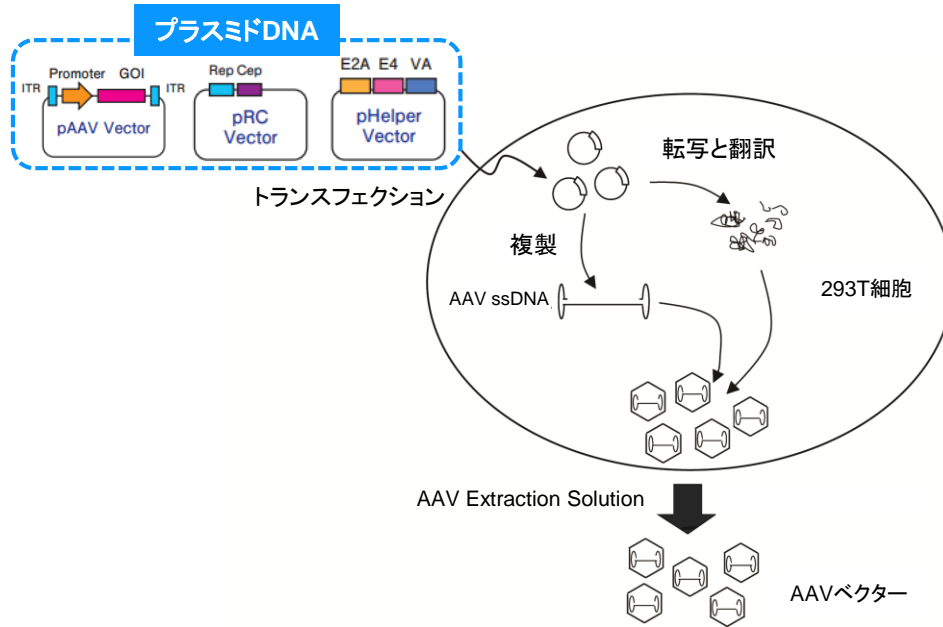 プラスミドDNA
Promoter GOI
ITR ITR
pAAV Vector
Rep Cep
pRC
Vector
E2A E4 VA
pHelper
Vector
トランスフェクション
転写と翻訳
複製
AAV ssDNA
293T細胞
AAV Extraction Solution
AAVベクター